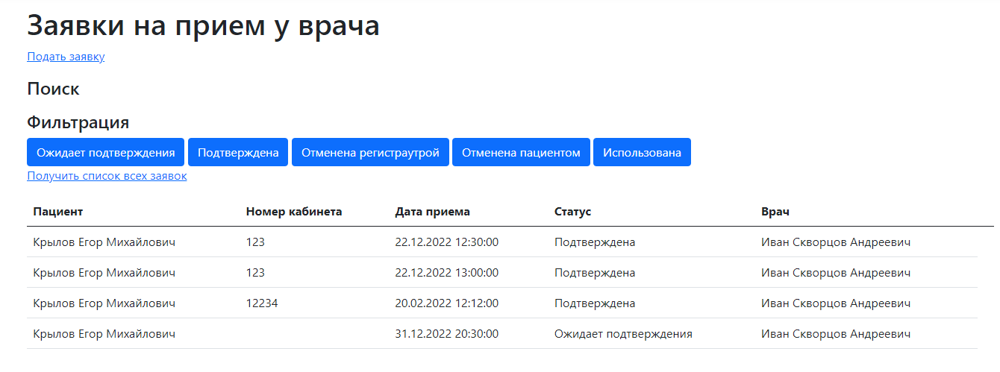 Заявки на прием у врача
Подать заявку
Поиск
Фильтрация
Ожидает подтверждения Подтверждена Отменена регистраутрой Отменена пациентом Использована
Получить список всех заявок
Пациент Номер кабинета Дата приема Статус Врач
Крылов Егор Михайлович 123 22.12.2022 12:30:00 Подтверждена Иван Скворцов Андреевич
Крылов Егор Михайлович 123 22.12.2022 13:00:00 Подтверждена Иван Скворцов Андреевич
Крылов Егор Михайлович 12234 20.02.2022 12:12:00 Подтверждена Иван Скворцов Андреевич
Крылов Егор Михайлович 31.12.2022 20:30:00 Ожидает подтверждения Иван Скворцов Андреевич